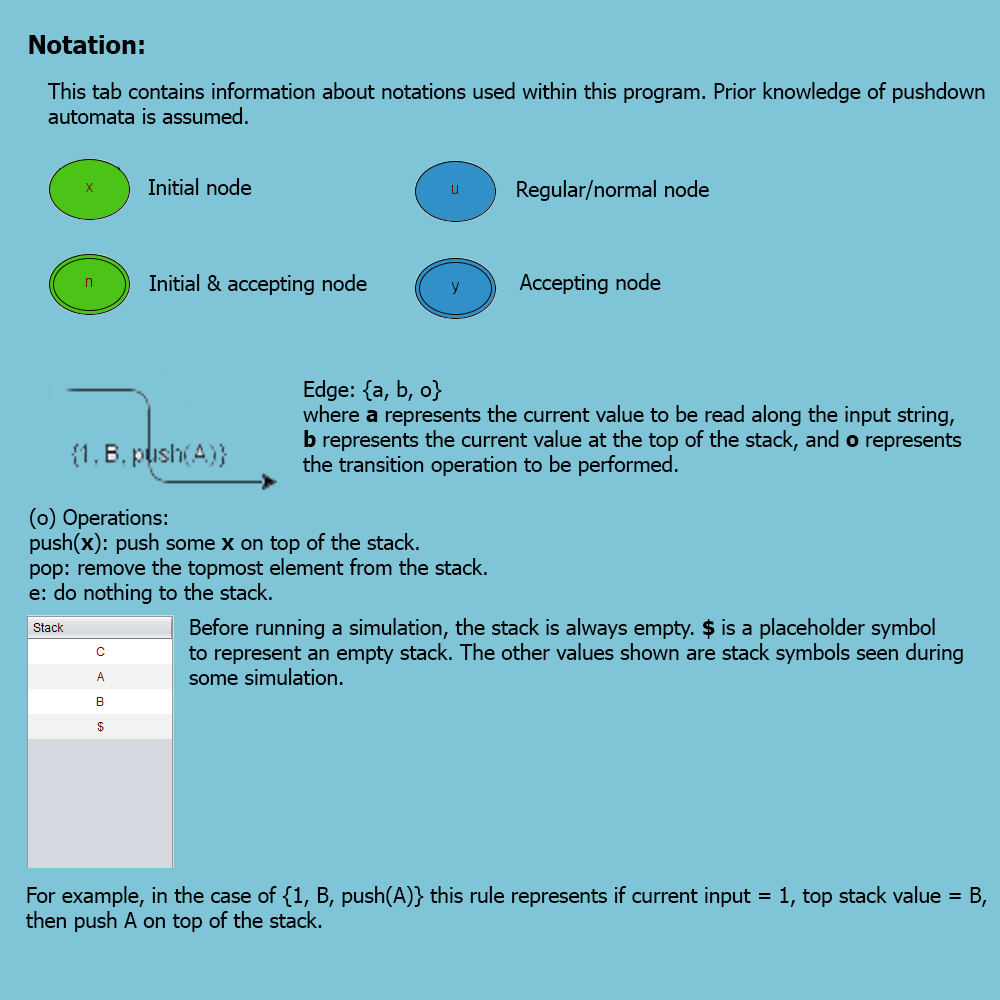 Notation:
This tab contains information about notations used within this program. Prior knowledge of pushdown
automata is assumed.
x Initial node
u Regular/normal node
n Initial & accepting node
y Accepting node
{1, B, push(A)}
Edge: {a, b, o}
where a represents the current value to be read along the input string,
b represents the current value at the top of the stack, and o represents
the transition operation to be performed.
(o) Operations:
push(x): push some x on top of the stack.
pop: remove the topmost element from the stack.
e: do nothing to the stack.
Stack
C
A
B
$
Before running a simulation, the stack is always empty. $ is a placeholder symbol
to represent an empty stack. The other values shown are stack symbols seen during
some simulation.
For example, in the case of {1, B, push(A)} this rule represents if current input = 1, top stack value = B,
then push A on top of the stack.